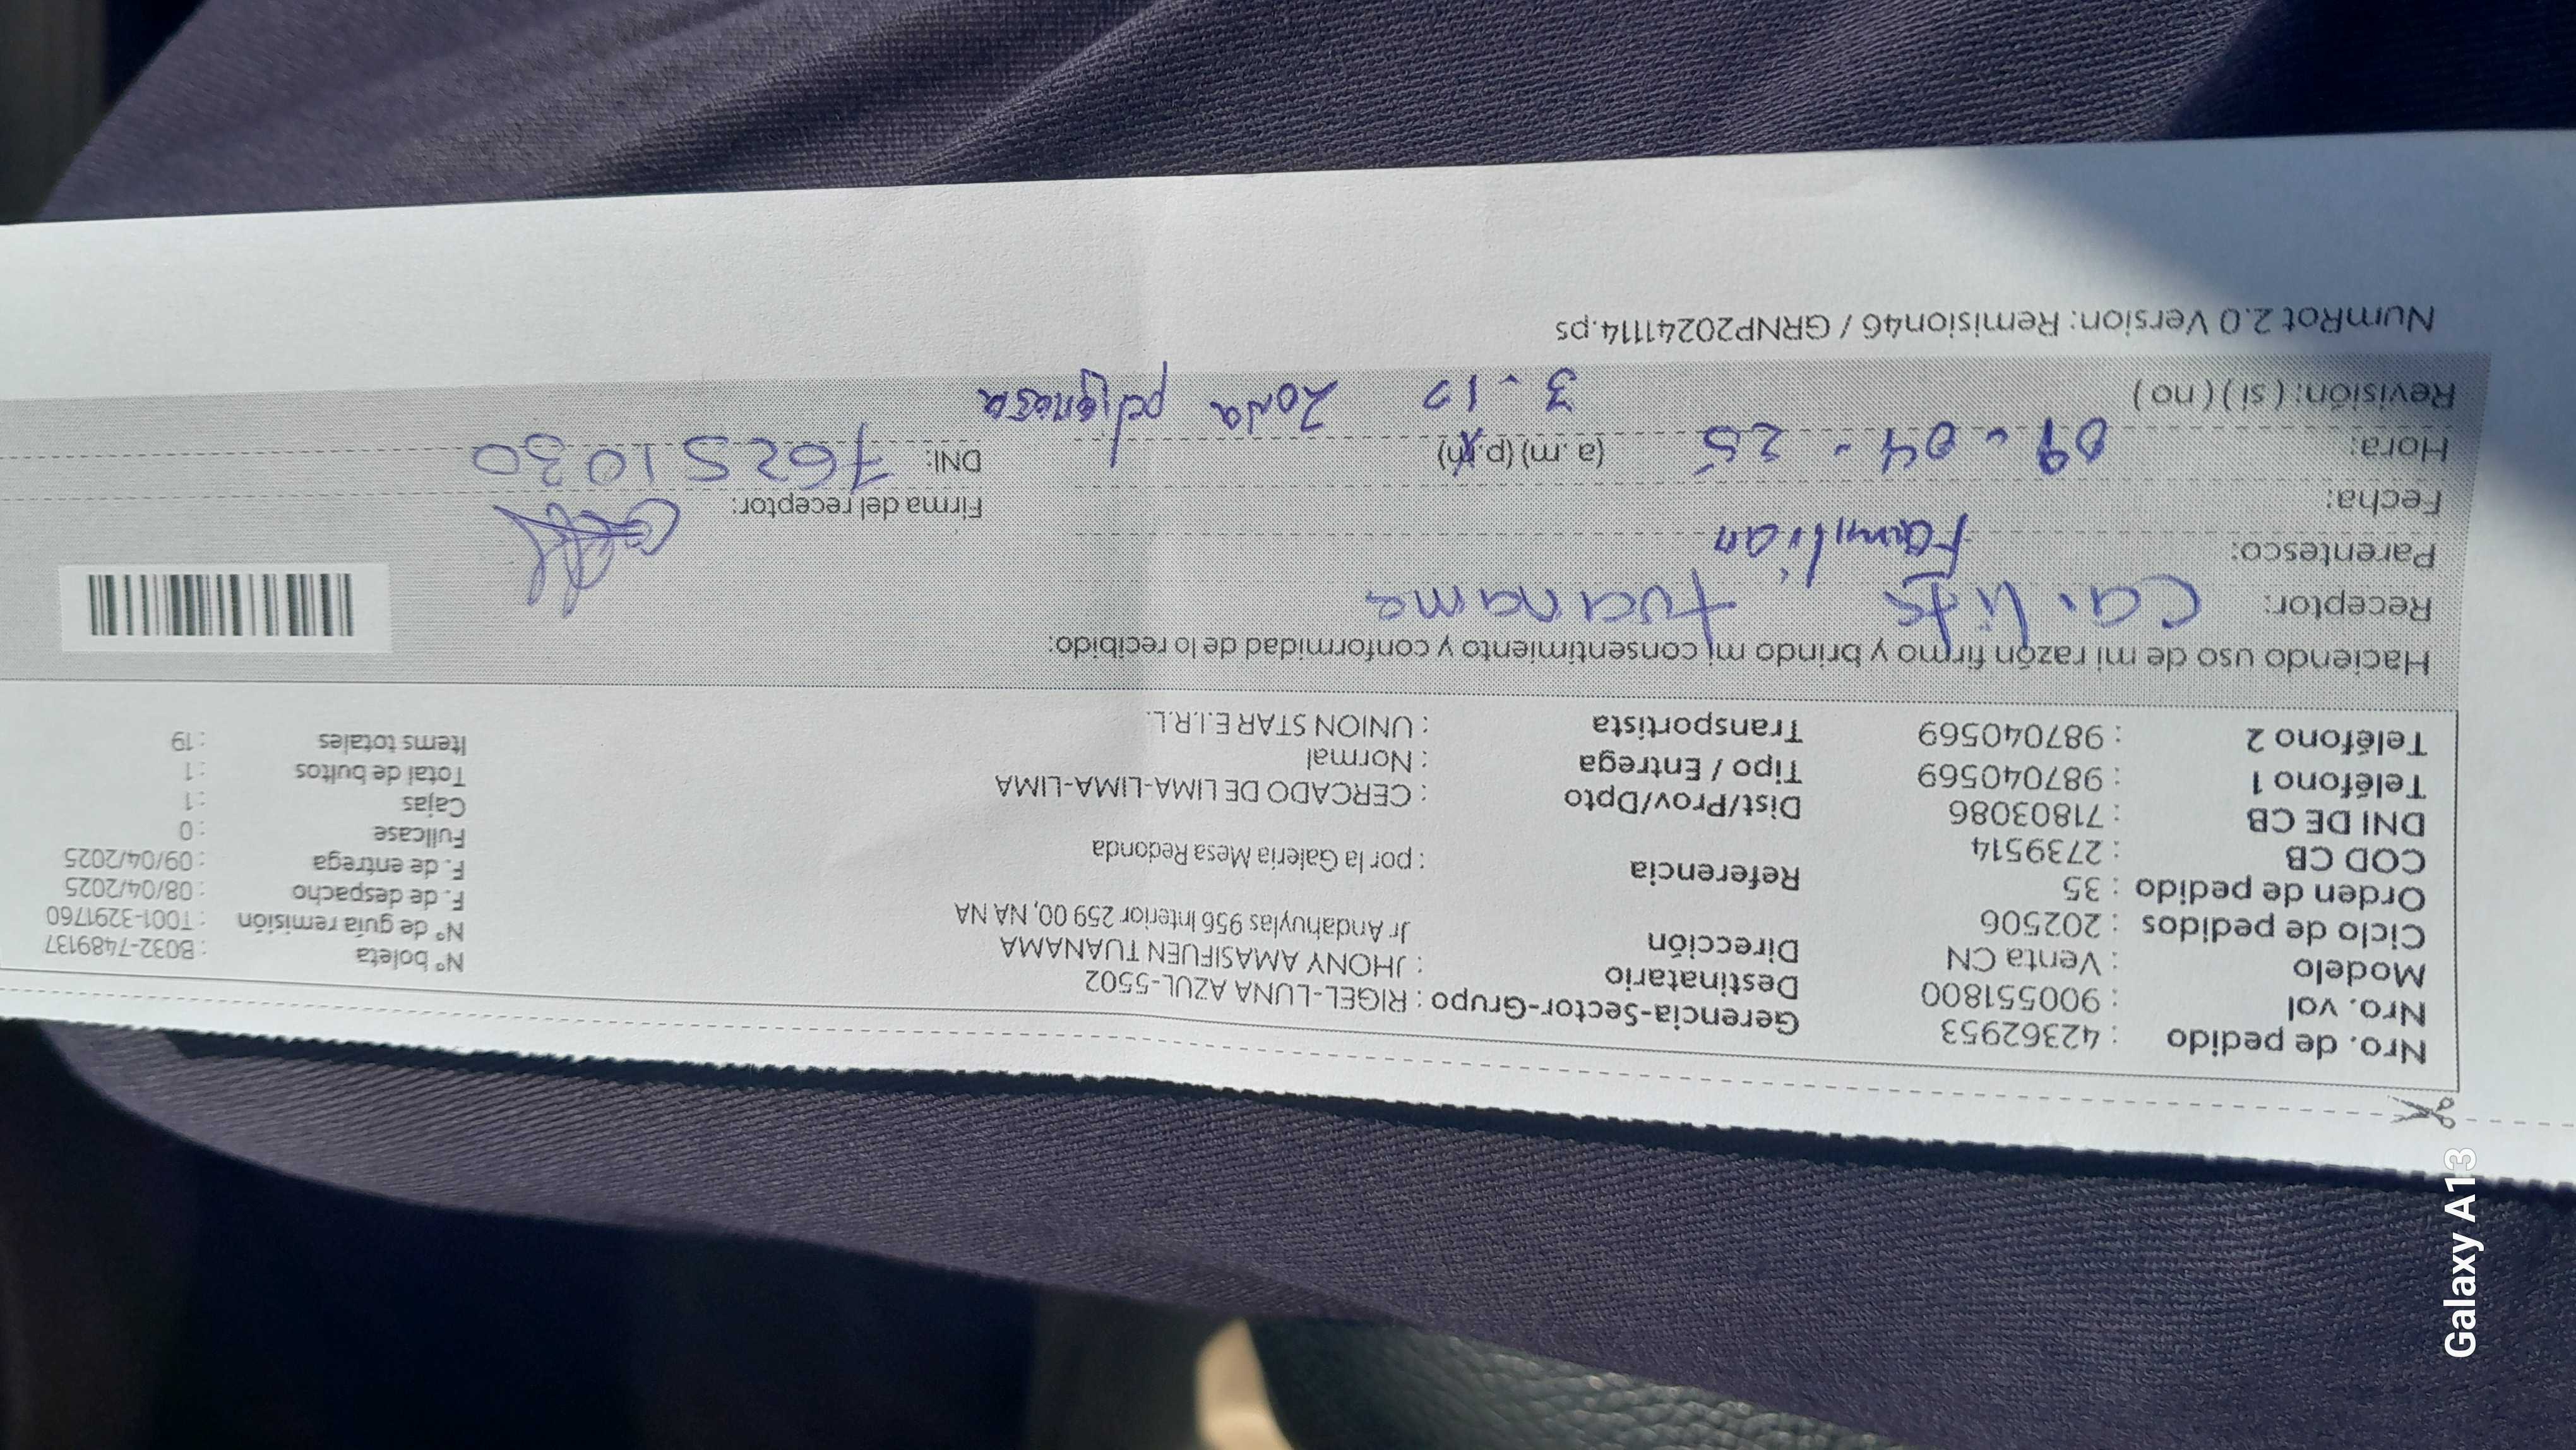 Nro. de pedido : 42362953
Nro. vol : 900551800
Modelo : Venta CN
Ciclo de pedidos : 202506
Orden de pedido : 35
COD CB : 2739514
DNI DE CB : 71803086
Teléfono 1 : 987040569
Teléfono 2 : 987040569
Gerencia-Sector-Grupo : RIGEL-LUNA AZUL-5502
Destinatario : JHONY AMASIFUEN TUANAMA
Dirección Jr Andahuylas 956 Interior 259 00, NA NA
Referencia : por la Galeria Mesa Redonda
Dist/Prov/Dpto : CERCADO DE LIMA-LIMA-LIMA
Tipo / Entrega : Normal
Transportista : UNION STAR E.I.R.L.
N° boleta : B032-7489137
N° de guía remisión : T001-3291760
F. de despacho : 08/04/2025
F. de entrega : 09/04/2025
Fullcase : 0
Cajas : 1
Total de bultos : 1
Items totales : 19
Haciendo uso de mi razón firmo y brindo mi consentimiento y conformidad de lo recibido:
Receptor: tuanama
Parentesco: Familiar
Fecha: 09-04-25
Hora: 3.12 (a.m) (p.m)
Revisión: ( si ) ( no )
Firma del receptor:
DNI: 76251030
zona peligrosa
NumRot 2.0 Version: Remision46 / GRNP20241114.ps
Galaxy A13